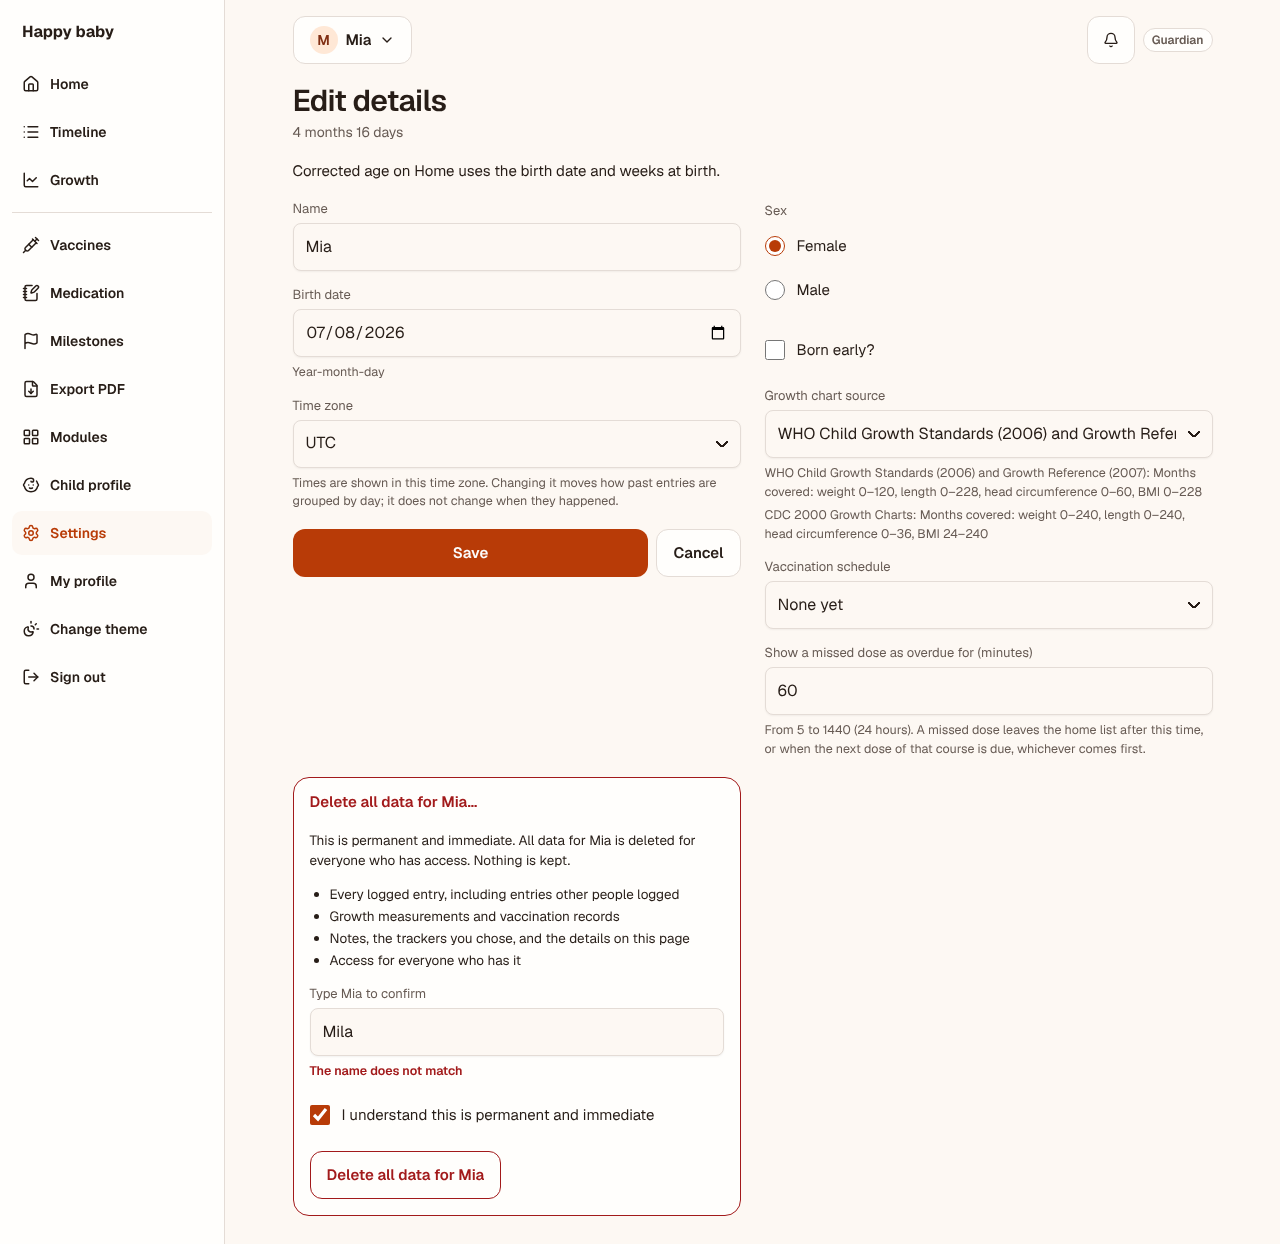 Happy baby
Home
Timeline
Growth
Vaccines
Medication
Milestones
Export PDF
Modules
Child profile
Settings
My profile
Change theme
Sign out
M Mia
Guardian
Edit details
4 months 16 days
Corrected age on Home uses the birth date and weeks at birth.
Name
Mia
Birth date
07/08/2026
Year-month-day
Time zone
UTC
Times are shown in this time zone. Changing it moves how past entries are
grouped by day; it does not change when they happened.
Save
Cancel
Sex
Female
Male
Born early?
Growth chart source
WHO Child Growth Standards (2006) and Growth Refer
WHO Child Growth Standards (2006) and Growth Reference (2007): Months
covered: weight 0–120, length 0–228, head circumference 0–60, BMI 0–228
CDC 2000 Growth Charts: Months covered: weight 0–240, length 0–240,
head circumference 0–36, BMI 24–240
Vaccination schedule
None yet
Show a missed dose as overdue for (minutes)
60
From 5 to 1440 (24 hours). A missed dose leaves the home list after this time,
or when the next dose of that course is due, whichever comes first.
Delete all data for Mia…
This is permanent and immediate. All data for Mia is deleted for
everyone who has access. Nothing is kept.
• Every logged entry, including entries other people logged
• Growth measurements and vaccination records
• Notes, the trackers you chose, and the details on this page
• Access for everyone who has it
Type Mia to confirm
Mila
The name does not match
I understand this is permanent and immediate
Delete all data for Mia